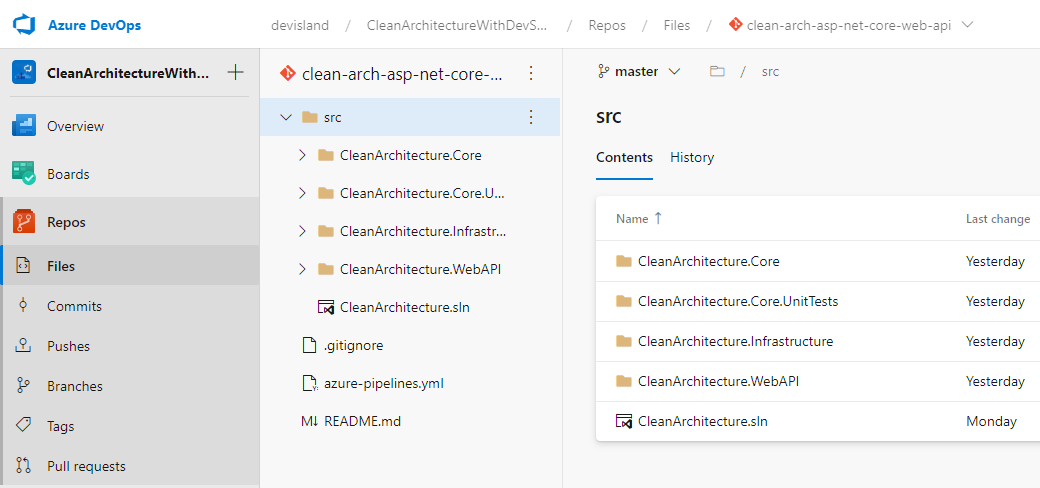 Azure DevOps
devisland / CleanArchitectureWithDevS... / Repos / Files / clean-arch-asp-net-core-web-api
CleanArchitectureWith...
Overview
Boards
Repos
Files
Commits
Pushes
Branches
Tags
Pull requests
clean-arch-asp-net-core-...
src
CleanArchitecture.Core
CleanArchitecture.Core.U...
CleanArchitecture.Infrastr...
CleanArchitecture.WebAPI
CleanArchitecture.sln
.gitignore
azure-pipelines.yml
M↓ README.md
master / src
src
Contents History
Name ↑ Last change
CleanArchitecture.Core Yesterday
CleanArchitecture.Core.UnitTests Yesterday
CleanArchitecture.Infrastructure Yesterday
CleanArchitecture.WebAPI Yesterday
CleanArchitecture.sln Monday